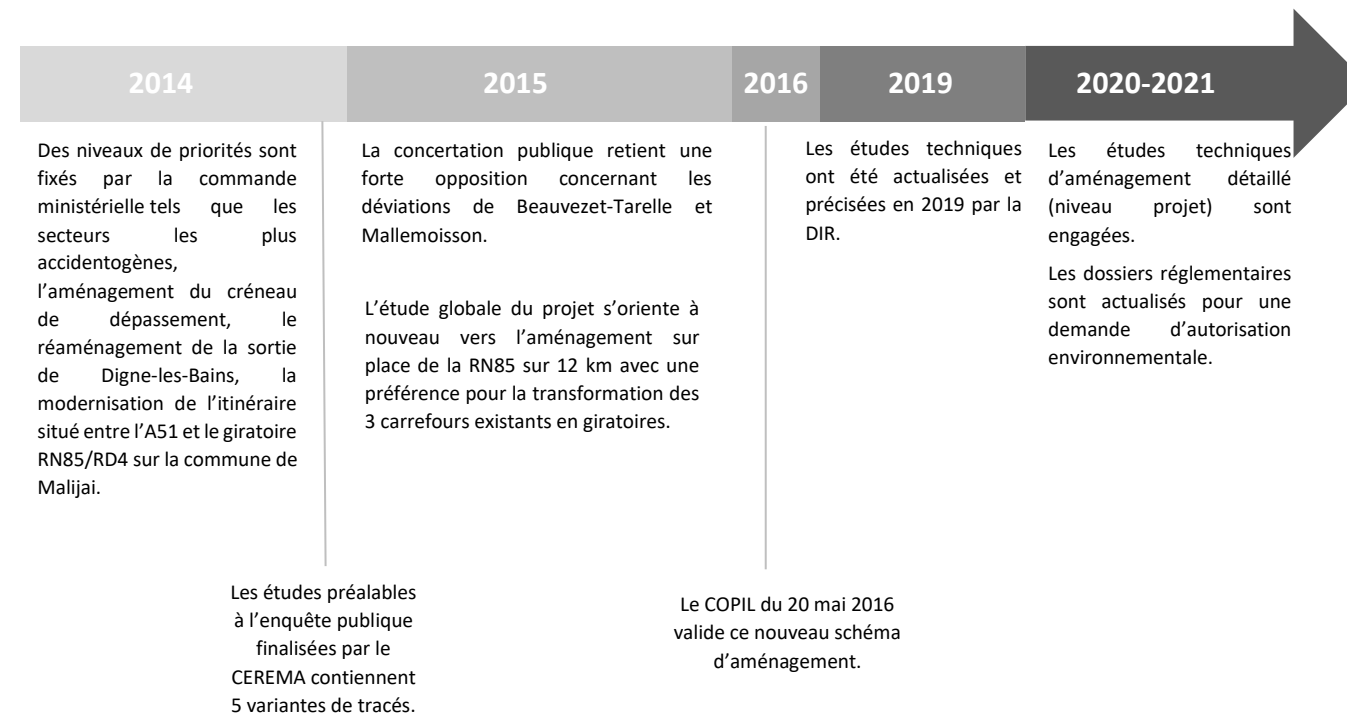 2014
2015
2016
2019
2020-2021
Des niveaux de priorités sont
fixés par la commande
ministérielle tels que les
secteurs les plus
accidentogènes,
l’aménagement du créneau
de dépassement, le
réaménagement de la sortie
de Digne-les-Bains, la
modernisation de l’itinéraire
situé entre l’A51 et le giratoire
RN85/RD4 sur la commune de
Malijai.
Les études préalables
à l’enquête publique
finalisées par le
CEREMA contiennent
5 variantes de tracés.
La concertation publique retient une
forte opposition concernant les
déviations de Beauvezet-Tarelle et
Mallemoisson.
L’étude globale du projet s’oriente à
nouveau vers l’aménagement sur
place de la RN85 sur 12 km avec une
préférence pour la transformation des
3 carrefours existants en giratoires.
Le COPIL du 20 mai 2016
valide ce nouveau schéma
d’aménagement.
Les études techniques
ont été actualisées et
précisées en 2019 par la
DIR.
Les études techniques
d’aménagement détaillé
(niveau projet) sont
engagées.
Les dossiers réglementaires
sont actualisés pour une
demande d’autorisation
environnementale.